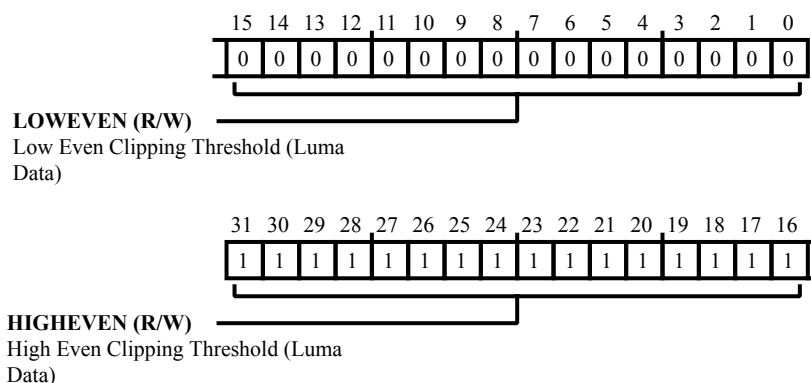 15 14 13 12 11 10 9 8 7 6 5 4 3 2 1 0
0 0 0 0 0 0 0 0 0 0 0 0 0 0 0 0
LOWEVEN (R/W)
Low Even Clipping Threshold (Luma
Data)
31 30 29 28 27 26 25 24 23 22 21 20 19 18 17 16
1 1 1 1 1 1 1 1 1 1 1 1 1 1 1 1
HIGHEVEN (R/W)
High Even Clipping Threshold (Luma
Data)